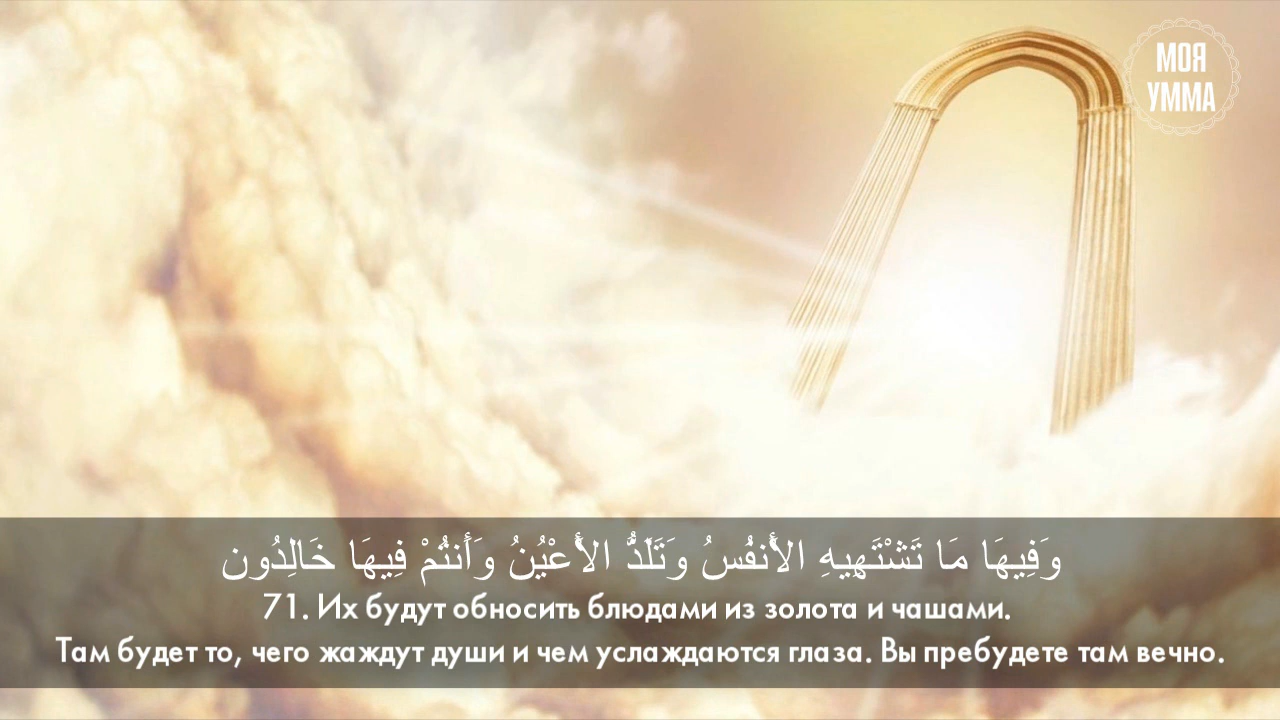 МОЯ
УММА
وَفِيهَا مَا تَشْتَهِيهِ الأَنفُسُ وَتَلَذُّ الأَعْيُنُ وَأَنتُمْ فِيهَا خَالِدُون
71. Их будут обносить блюдами из золота и чашами.
Там будет то, чего жаждут души и чем услаждаются глаза. Вы пребудете там вечно.